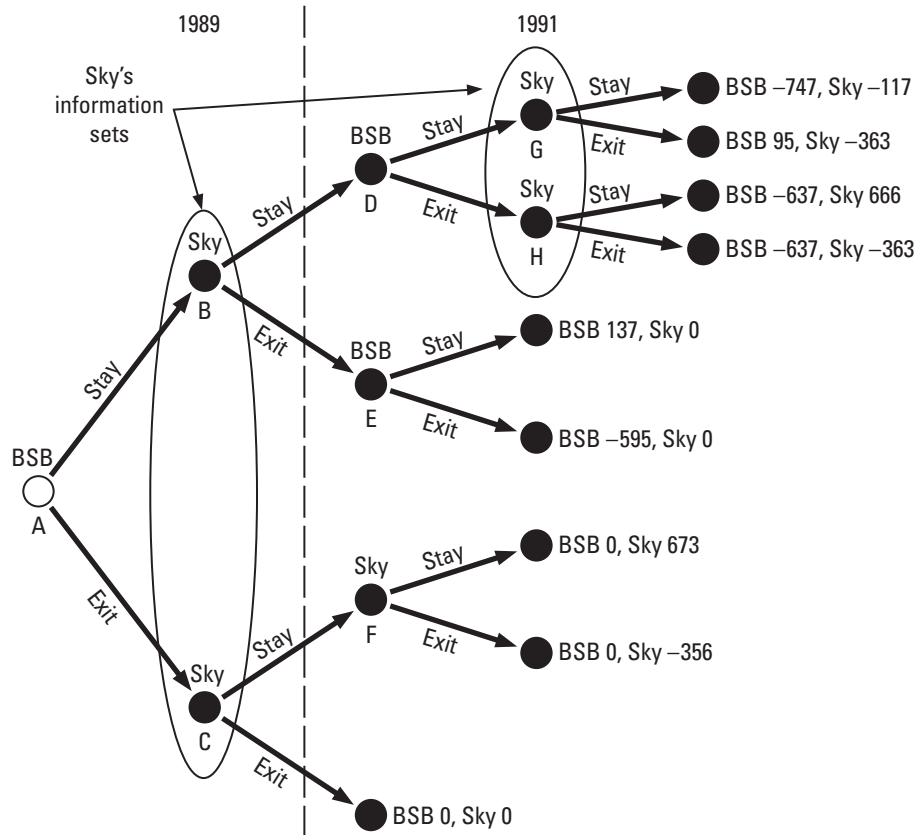 1989
1991
Sky's
information
sets
Sky
Stay
BSB –747, Sky –117
BSB
Stay
G
Exit
BSB 95, Sky –363
D
Exit
Sky
Stay
BSB –637, Sky 666
H
Exit
BSB –637, Sky –363
Sky
Stay
B
Exit
BSB
Stay
BSB 137, Sky 0
E
Exit
BSB –595, Sky 0
Stay
BSB
A
Exit
Sky
Stay
BSB 0, Sky 673
F
Exit
BSB 0, Sky –356
Sky
Stay
C
Exit
BSB 0, Sky 0